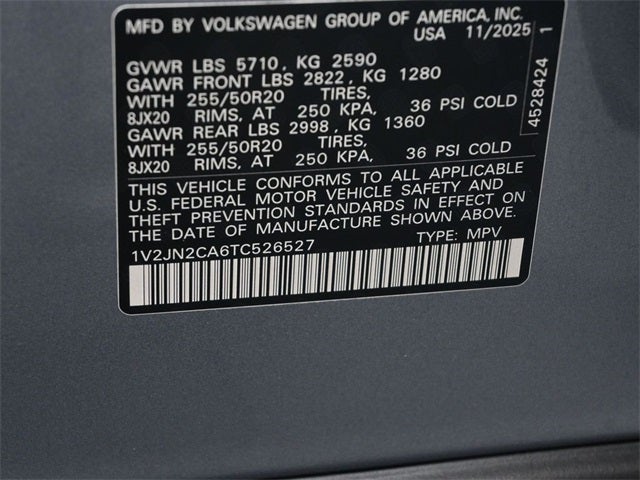 MFD BY VOLKSWAGEN GROUP OF AMERICA, INC.
USA 11/2025
GVWR LBS 5710, KG 2590
GAWR FRONT LBS 2822, KG 1280
WITH 255/50R20 TIRES,
8JX20 RIMS, AT 250 KPA, 36 PSI COLD
GAWR REAR LBS 2998, KG 1360
WITH 255/50R20 TIRES,
8JX20 RIMS, AT 250 KPA, 36 PSI COLD
THIS VEHICLE CONFORMS TO ALL APPLICABLE
U.S. FEDERAL MOTOR VEHICLE SAFETY AND
THEFT PREVENTION STANDARDS IN EFFECT ON
THE DATE OF MANUFACTURE SHOWN ABOVE.
1V2JN2CA6TC526527 TYPE: MPV
4528424 1